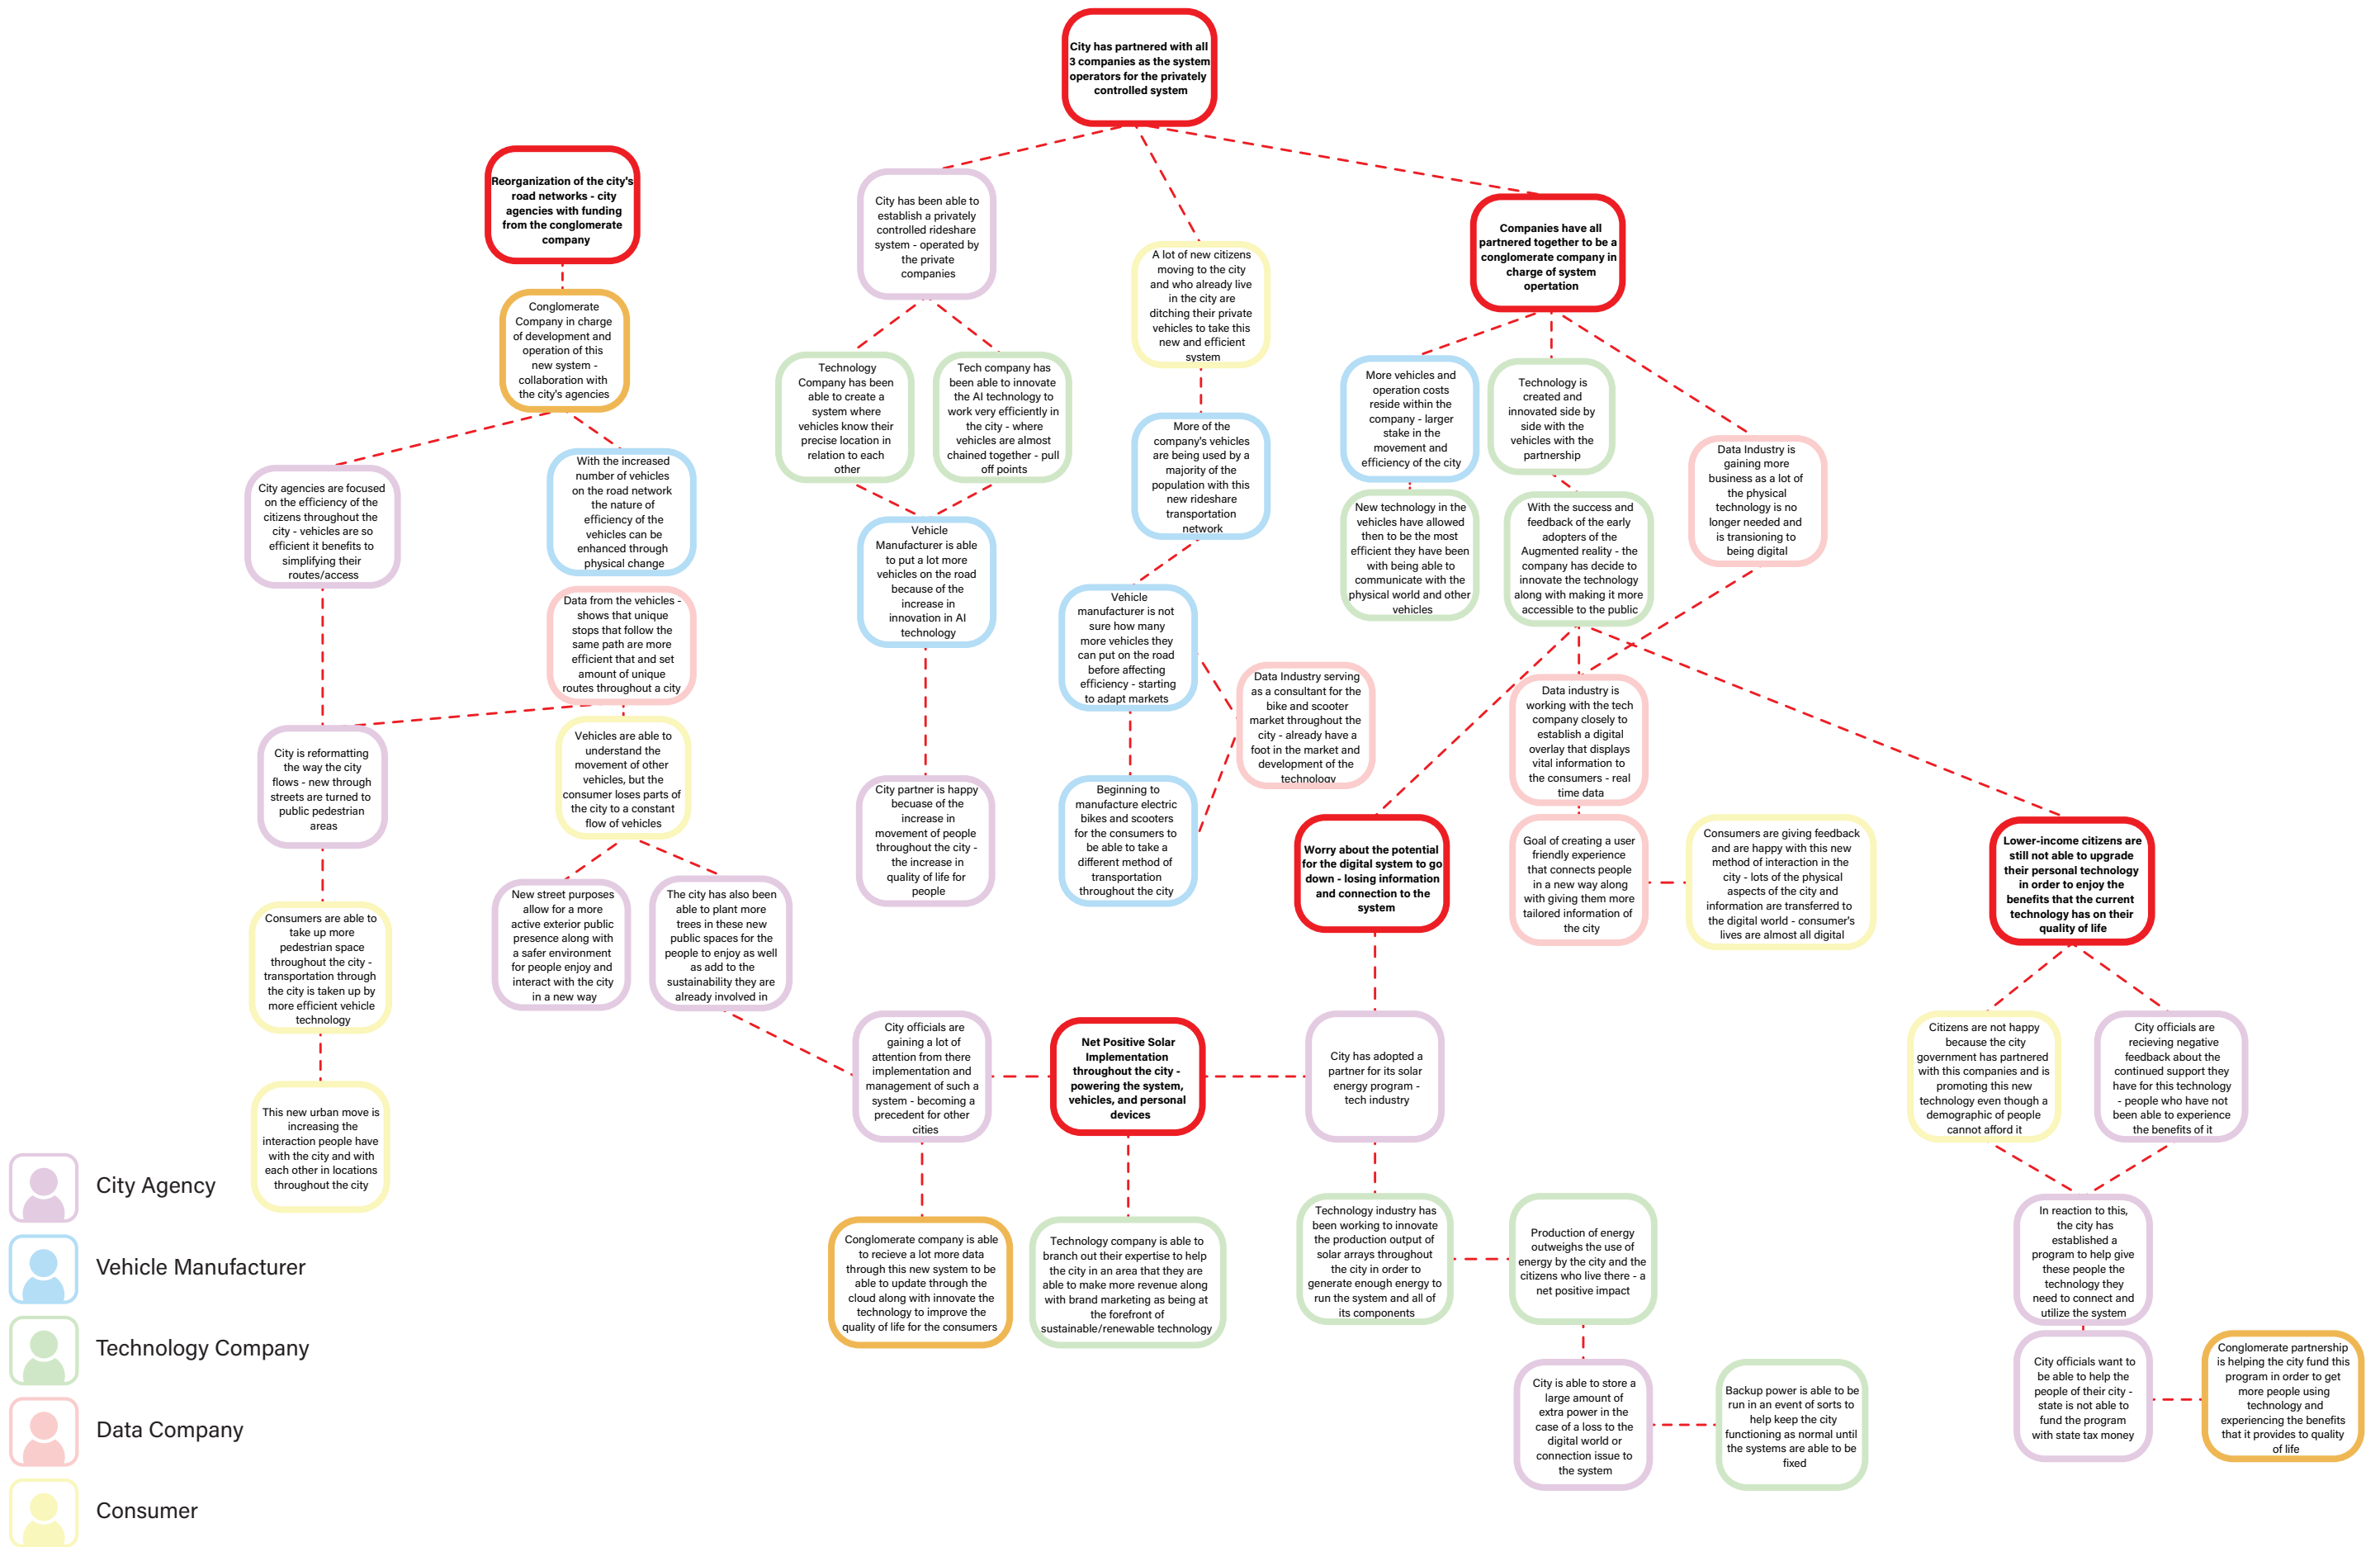 City has partnered with all
3 companies as the system
operators for the privately
controlled system
Reorganization of the city's
road networks - city
agencies with funding
from the conglomerate
company
City has been able to
establish a privately
controlled rideshare
system - operated by
the private
companies
A lot of new citizens
moving to the city
and who already live
in the city are
ditching their private
vehicles to take this
new and efficient
system
Companies have all
partnered together to be a
conglomerate company in
charge of system
opertation
Conglomerate
Company in charge
of development and
operation of this
new system -
collaboration with
the city's agencies
Technology
Company has been
able to create a
system where
vehicles know their
precise location in
relation to each
other
Tech company has
been able to innovate
the AI technology to
work very efficiently in
the city - where
vehicles are almost
chained together - pull
off points
More vehicles and
operation costs
reside within the
company - larger
stake in the
movement and
efficiency of the city
Technology is
created and
innovated side by
side with the
vehicles with the
partnership
Data Industry is
gaining more
business as a lot of
the physical
technology is no
longer needed and
is transioning to
being digital
More of the
company's vehicles
are being used by a
majority of the
population with this
new rideshare
transportation
network
City agencies are focused
on the efficiency of the
citizens throughout the
city - vehicles are so
efficient it benefits to
simplifying their
routes/access
With the increased
number of vehicles
on the road network
the nature of
efficiency of the
vehicles can be
enhanced through
physical change
Vehicle
Manufacturer is able
to put a lot more
vehicles on the road
because of the
increase in
innovation in AI
technology
New technology in the
vehicles have allowed
then to be the most
efficient they have been
with being able to
communicate with the
physical world and other
vehicles
With the success and
feedback of the early
adopters of the
Augmented reality - the
company has decide to
innovate the technology
along with making it more
accessible to the public
Data from the vehicles -
shows that unique
stops that follow the
same path are more
efficient that and set
amount of unique
routes throughout a city
Vehicle
manufacturer is not
sure how many
more vehicles they
can put on the road
before affecting
efficiency - starting
to adapt markets
Data Industry serving
as a consultant for the
bike and scooter
market throughout the
city - already have a
foot in the market and
development of the
technology
Data industry is
working with the tech
company closely to
establish a digital
overlay that displays
vital information to
the consumers - real
time data
City is reformatting
the way the city
flows - new through
streets are turned to
public pedestrian
areas
Vehicles are able to
understand the
movement of other
vehicles, but the
consumer loses parts of
the city to a constant
flow of vehicles
City partner is happy
becuase of the
increase in
movement of people
throughout the city -
the increase in
quality of life for
people
Beginning to
manufacture electric
bikes and scooters
for the consumers to
be able to take a
different method of
transportation
throughout the city
Worry about the potential
for the digital system to go
down - losing information
and connection to the
system
Goal of creating a user
friendly experience
that connects people
in a new way along
with giving them more
tailored information of
the city
Consumers are giving feedback
and are happy with this new
method of interaction in the
city - lots of the physical
aspects of the city and
information are transferred to
the digital world - consumer's
lives are almost all digital
Lower-income citizens are
still not able to upgrade
their personal technology
in order to enjoy the
benefits that the current
technology has on their
quality of life
Consumers are able to
take up more
pedestrian space
throughout the city -
transportation through
the city is taken up by
more efficient vehicle
technology
New street purposes
allow for a more
active exterior public
presence along with
a safer environment
for people enjoy and
interact with the city
in a new way
The city has also been
able to plant more
trees in these new
public spaces for the
people to enjoy as well
as add to the
sustainability they are
already involved in
City officials are
gaining a lot of
attention from there
implementation and
management of such a
system - becoming a
precedent for other
cities
Net Positive Solar
Implementation
throughout the city -
powering the system,
vehicles, and personal
devices
City has adopted a
partner for its solar
energy program -
tech industry
Citizens are not happy
because the city
government has partnered
with this companies and is
promoting this new
technology even though a
demographic of people
cannot afford it
City officials are
recieving negative
feedback about the
continued support they
have for this technology
- people who have not
been able to experience
the benefits of it
This new urban move is
increasing the
interaction people have
with the city and with
each other in locations
throughout the city
Conglomerate company is able
to recieve a lot more data
through this new system to be
able to update through the
cloud along with innovate the
technology to improve the
quality of life for the consumers
Technology company is able to
branch out their expertise to help
the city in an area that they are
able to make more revenue along
with brand marketing as being at
the forefront of
sustainable/renewable technology
Technology industry has
been working to innovate
the production output of
solar arrays throughout
the city in order to
generate enough energy to
run the system and all of
its components
Production of energy
outweighs the use of
energy by the city and the
citizens who live there - a
net positive impact
In reaction to this,
the city has
established a
program to help give
these people the
technology they
need to connect and
utilize the system
City is able to store a
large amount of
extra power in the
case of a loss to the
digital world or
connection issue to
the system
Backup power is able to be
run in an event of sorts to
help keep the city
functioning as normal until
the systems are able to be
fixed
City officials want to
be able to help the
people of their city -
state is not able to
fund the program
with state tax money
Conglomerate partnership
is helping the city fund this
program in order to get
more people using
technology and
experiencing the benefits
that it provides to quality
of life
City Agency
Vehicle Manufacturer
Technology Company
Data Company
Consumer